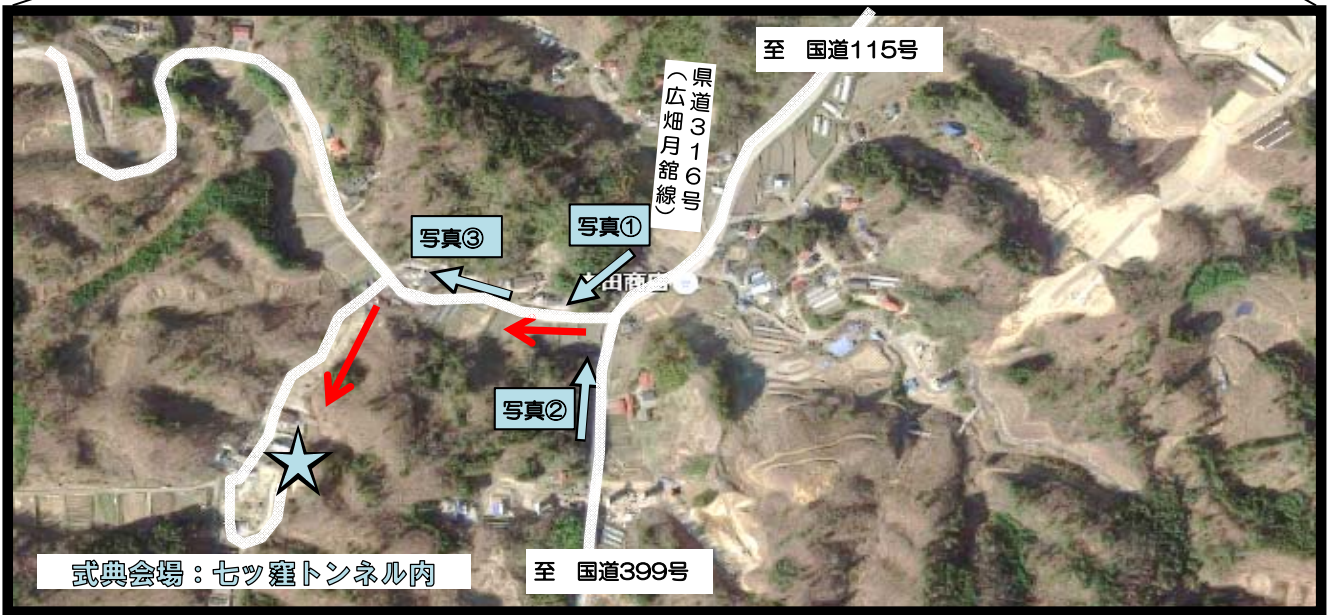 至 国道115号
県道316号
（広畑月舘線）
写真①
写真③
田商店
写真②
式典会場：七ッ窪トンネル内
至 国道399号